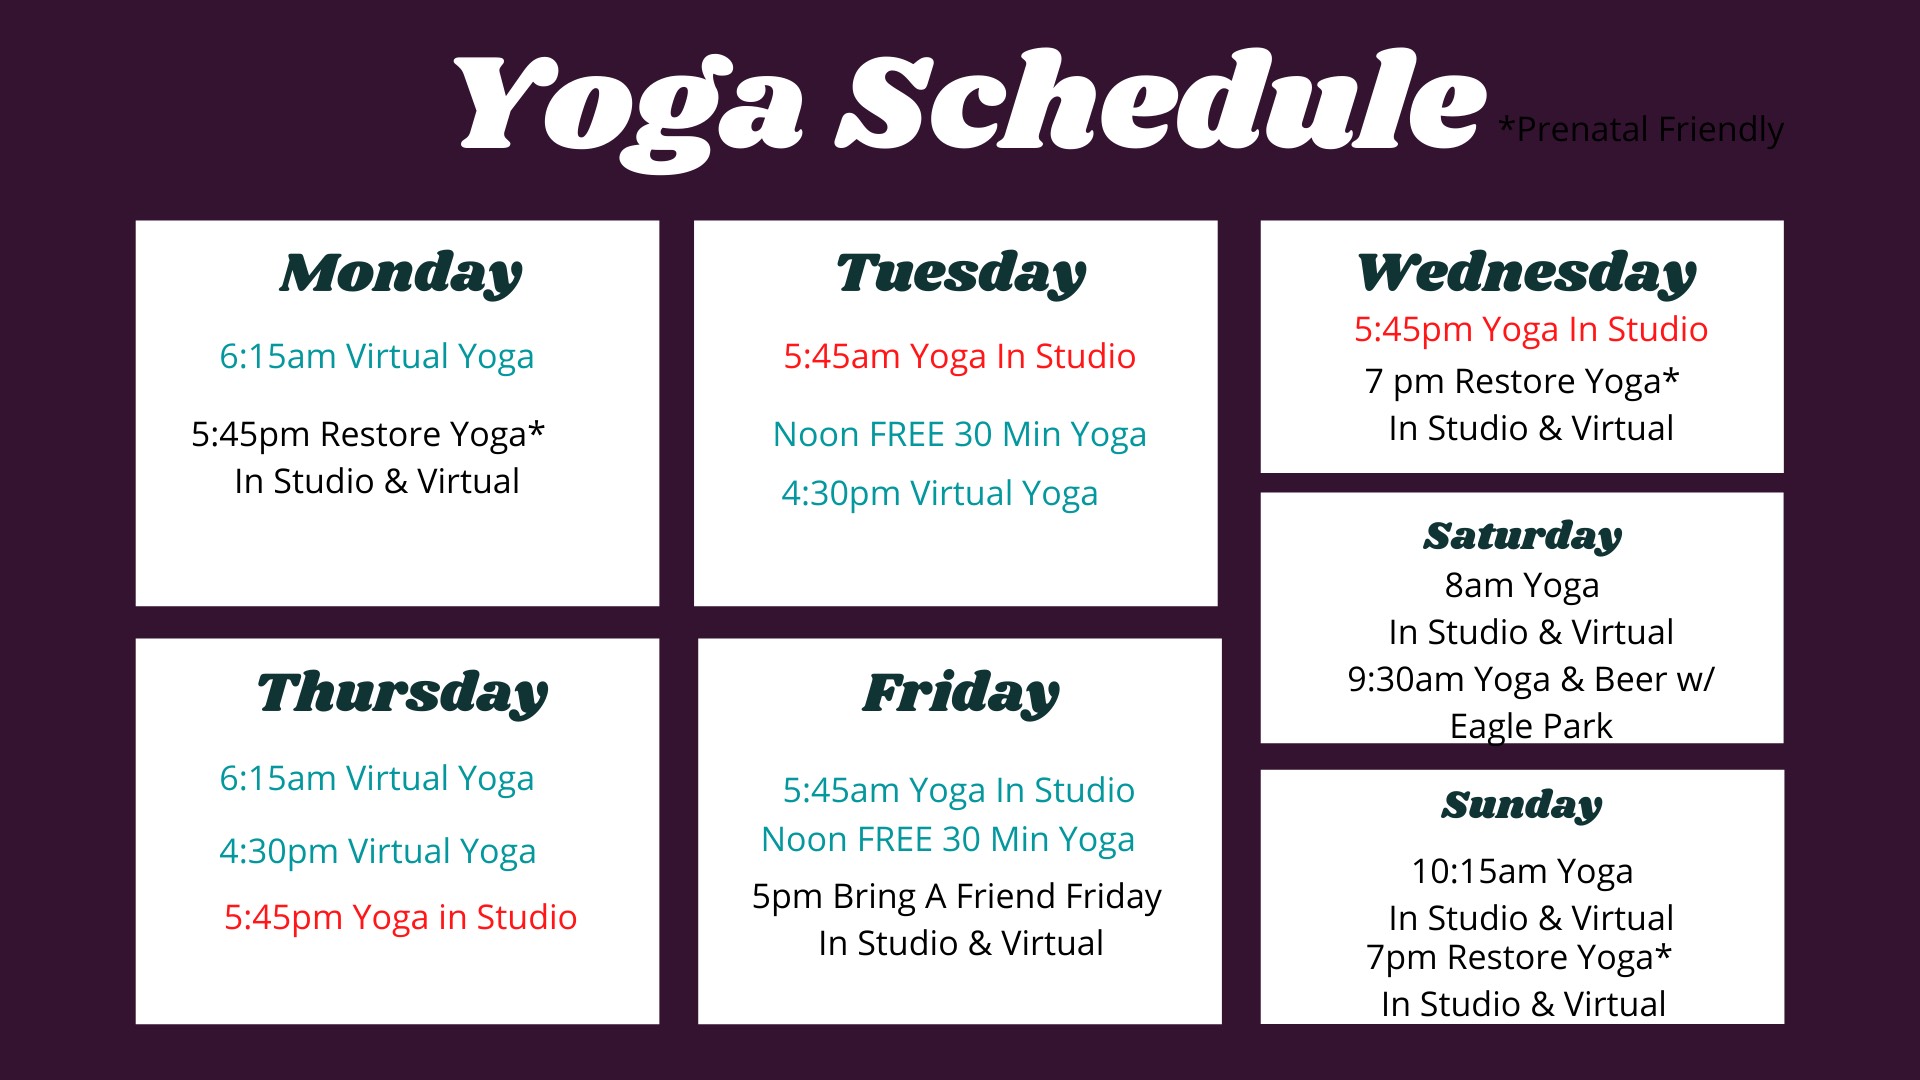 Yoga Schedule
*Prenatal Friendly
Monday
6:15am Virtual Yoga
5:45pm Restore Yoga*
In Studio & Virtual
Tuesday
5:45am Yoga In Studio
Noon FREE 30 Min Yoga
4:30pm Virtual Yoga
Wednesday
5:45pm Yoga In Studio
7 pm Restore Yoga*
In Studio & Virtual
Thursday
6:15am Virtual Yoga
4:30pm Virtual Yoga
5:45pm Yoga in Studio
Friday
5:45am Yoga In Studio
Noon FREE 30 Min Yoga
5pm Bring A Friend Friday
In Studio & Virtual
Saturday
8am Yoga
In Studio & Virtual
9:30am Yoga & Beer w/
Eagle Park
Sunday
10:15am Yoga
In Studio & Virtual
7pm Restore Yoga*
In Studio & Virtual